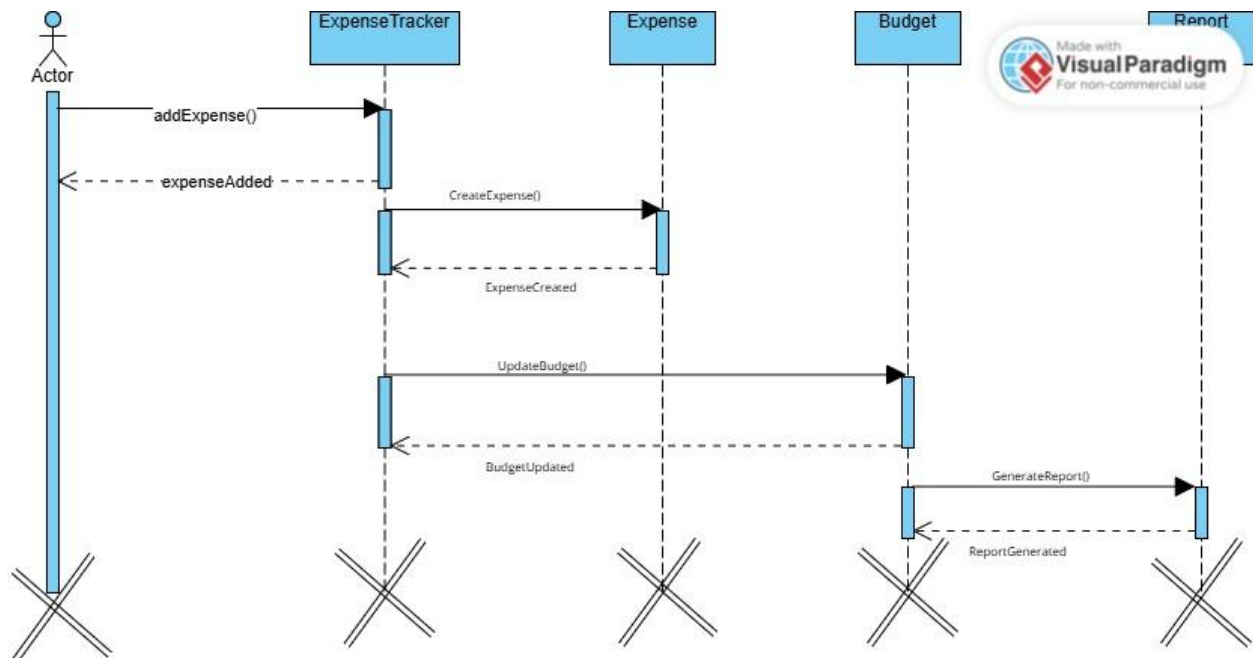 ExpenseTracker
Expense
Budget
Report
Made with
Visual Paradigm
For non-commercial use
Actor
addExpense()
expenseAdded
CreateExpense()
ExpenseCreated
UpdateBudget()
BudgetUpdated
GenerateReport()
ReportGenerated